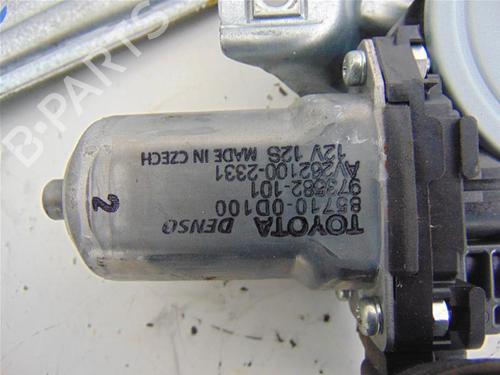 TOYOTA
DENSO
85710-0D100
973582-101
AV262100-2331
12V 12S MADE IN CZECH
2
B-PARTS